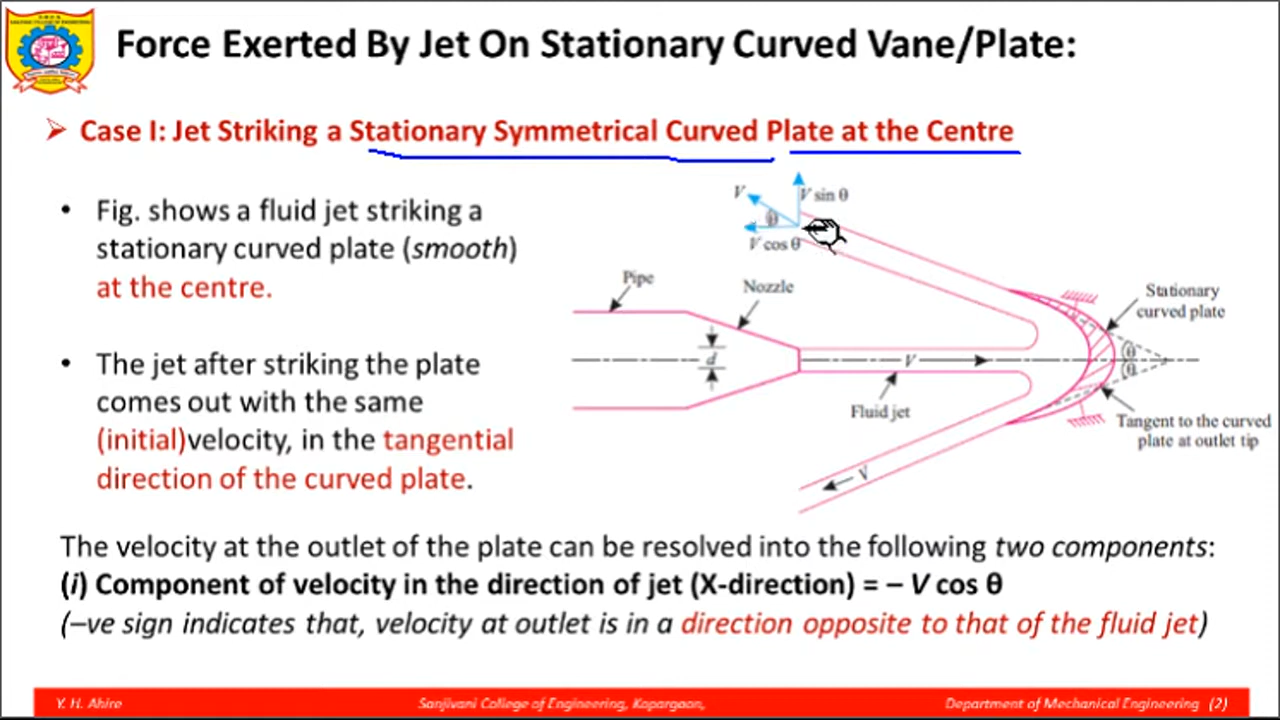 Force Exerted By Jet On Stationary Curved Vane/Plate:
➢ Case I: Jet Striking a Stationary Symmetrical Curved Plate at the Centre
• Fig. shows a fluid jet striking a
stationary curved plate (smooth)
at the centre.
• The jet after striking the plate
comes out with the same
(initial)velocity, in the tangential
direction of the curved plate.
V
V sin θ
θ
V cos θ
Pipe
Nozzle
d
V
Fluid jet
V
Stationary
curved plate
θ
θ
Tangent to the curved
plate at outlet tip
The velocity at the outlet of the plate can be resolved into the following two components:
(i) Component of velocity in the direction of jet (X-direction) = – V cos θ
(–ve sign indicates that, velocity at outlet is in a direction opposite to that of the fluid jet)
Y. H. Ahire
Sanjivani College of Engineering, Kopargaon,
Department of Mechanical Engineering (2)